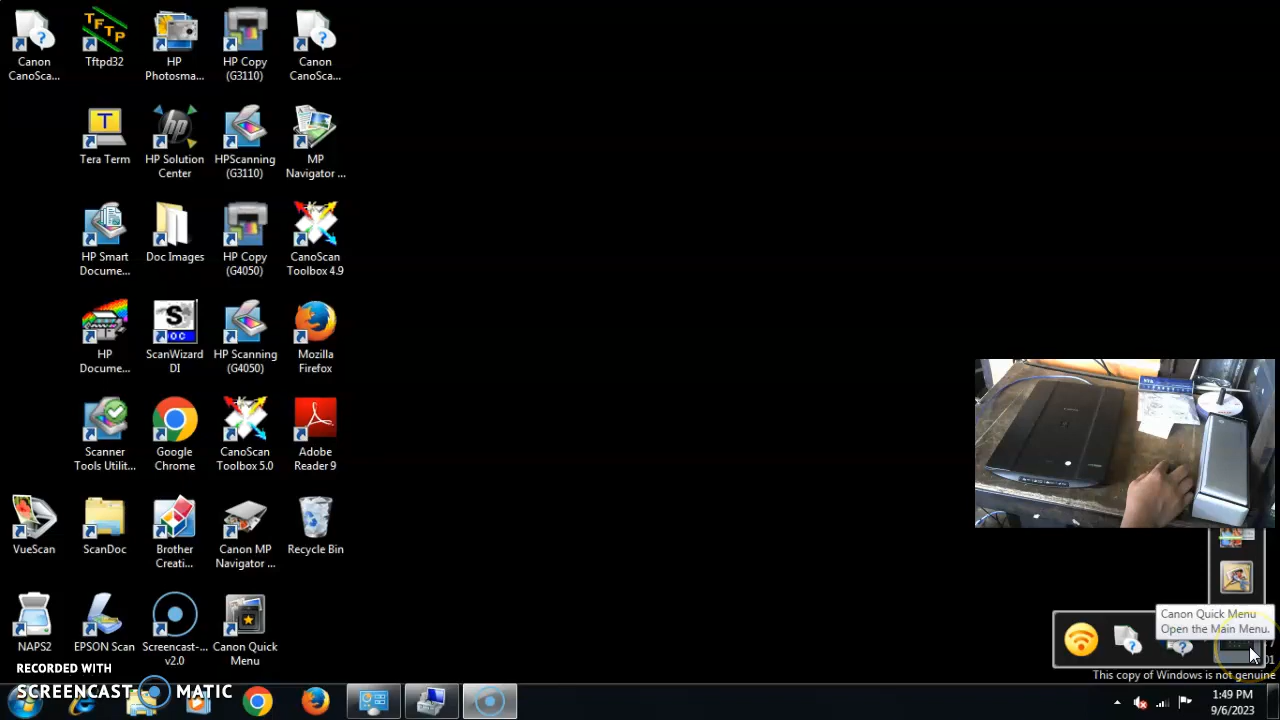 Canon
CanoSca...
Tftpd32
HP
Photosma...
HP Copy
(G3110)
Canon
CanoSca...
Tera Term
HP Solution
Center
HPScanning
(G3110)
MP
Navigator ...
HP Smart
Docume...
Doc Images
HP Copy
(G4050)
CanoScan
Toolbox 4.9
HP
Docume...
ScanWizard
DI
HP Scanning
(G4050)
Mozilla
Firefox
Scanner
Tools Utilit...
Google
Chrome
CanoScan
Toolbox 5.0
Adobe
Reader 9
VueScan
ScanDoc
Brother
Creati...
Canon MP
Navigator ...
Recycle Bin
NAPS2
EPSON Scan
Screencast-...
v2.0
Canon Quick
Menu
TFTP
T
hp
S
Canon Quick Menu
Open the Main Menu.
01
This copy of Windows is not genuine
RECORDED WITH
SCREENCAST MATIC
1:49 PM
9/6/2023